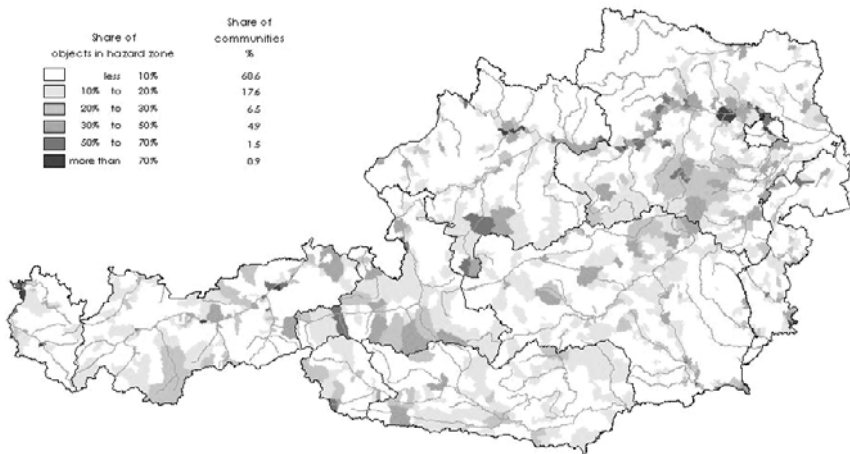 Share of objects in hazard zone
Share of communities %
less 10% 68.6
10% to 20% 17.6
20% to 30% 6.5
30% to 50% 4.9
50% to 70% 1.5
more than 70% 0.9